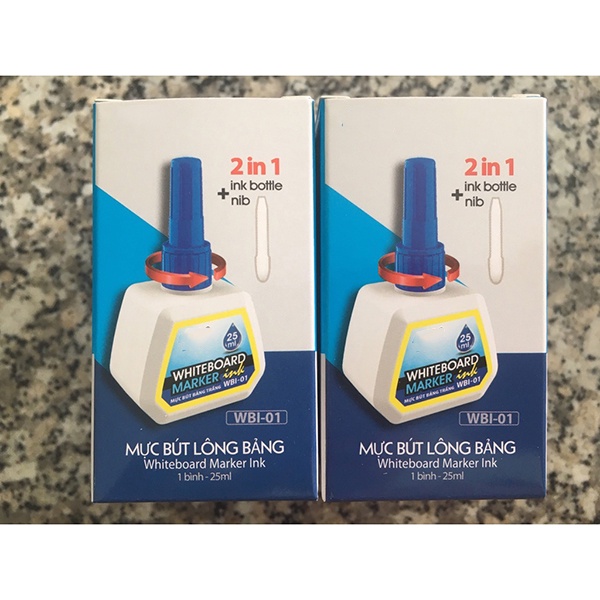 2 in 1
ink bottle
+ nib
25
ml
WHITEBOARD
MARKER ink
MỰC BÚT BẢNG TRẮNG WBI-01
WBI-01
MỰC BÚT LÔNG BẢNG
Whiteboard Marker Ink
1 bình - 25ml
2 in 1
ink bottle
+ nib
25
ml
WHITEBOARD
MARKER ink
MỰC BÚT BẢNG TRẮNG WBI-01
WBI-01
MỰC BÚT LÔNG BẢNG
Whiteboard Marker Ink
1 bình - 25ml